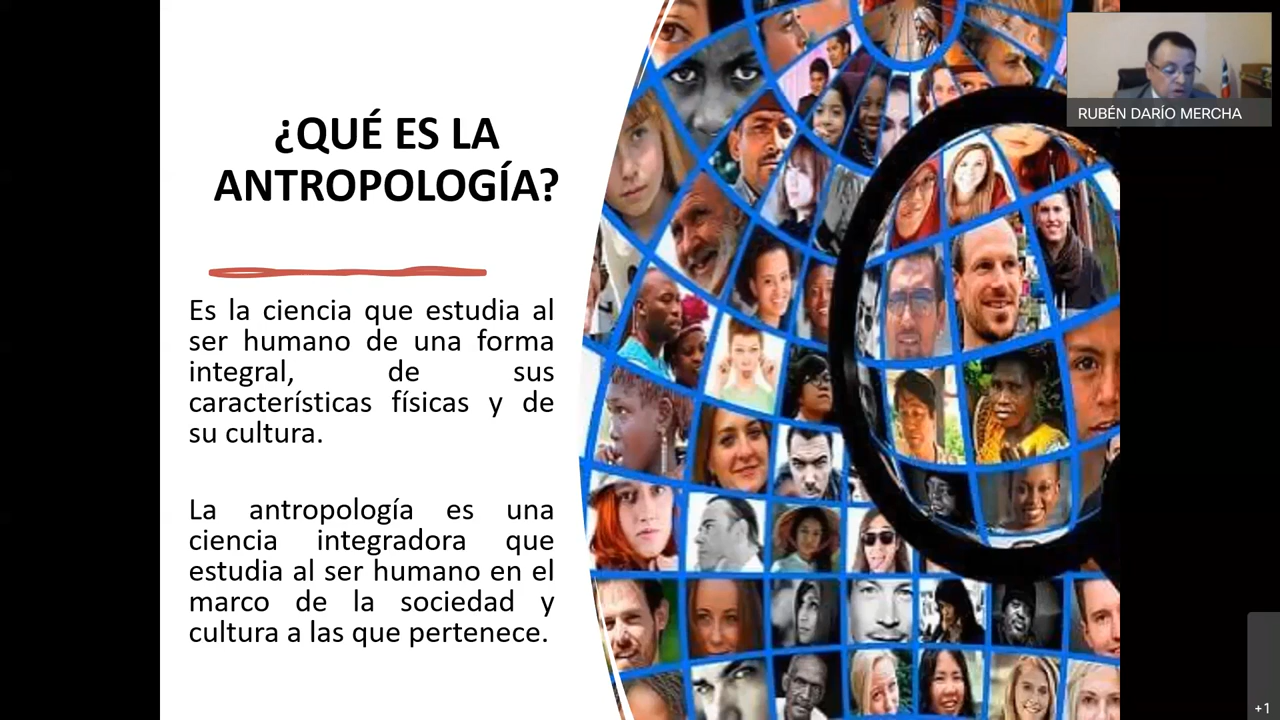 ¿QUÉ ES LA
ANTROPOLOGÍA?
Es la ciencia que estudia al
ser humano de una forma
integral, de sus
características físicas y de
su cultura.
La antropología es una
ciencia integradora que
estudia al ser humano en el
marco de la sociedad y
cultura a las que pertenece.
RUBÉN DARÍO MERCHA
+1